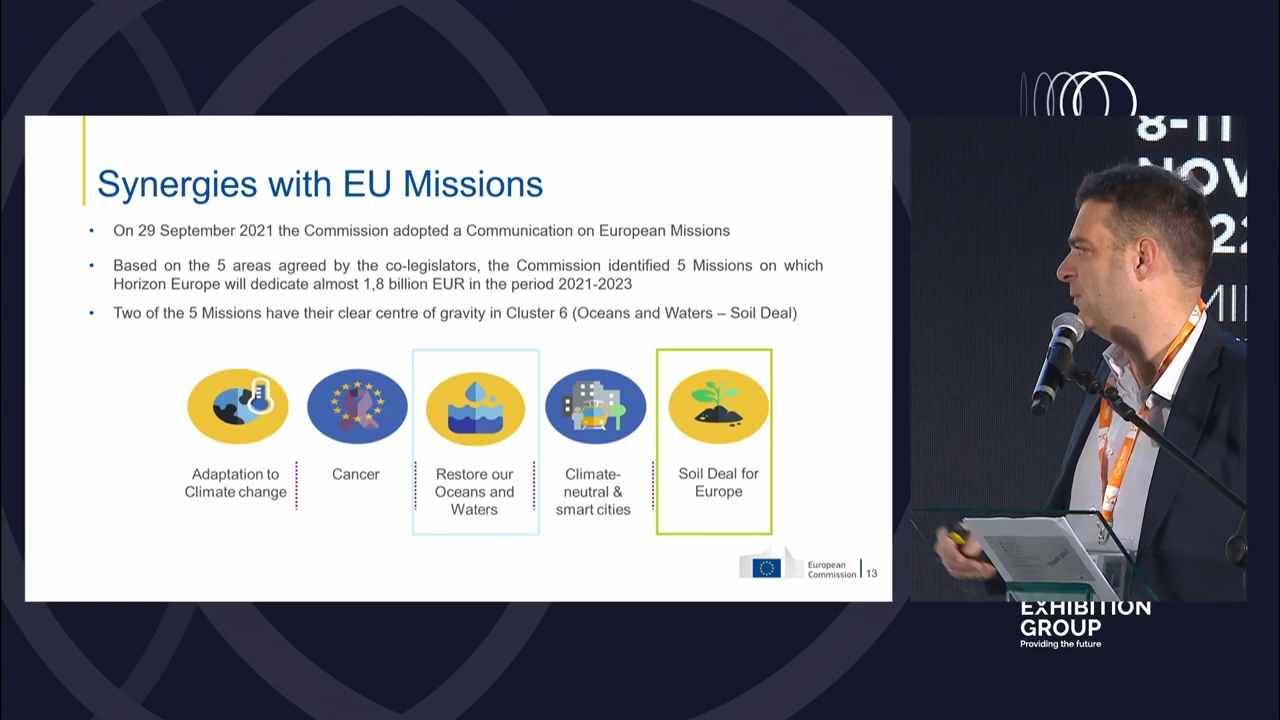 Synergies with EU Missions
• On 29 September 2021 the Commission adopted a Communication on European Missions
• Based on the 5 areas agreed by the co-legislators, the Commission identified 5 Missions on which
Horizon Europe will dedicate almost 1,8 billion EUR in the period 2021-2023
• Two of the 5 Missions have their clear centre of gravity in Cluster 6 (Oceans and Waters – Soil Deal)
Adaptation to
Climate change
Cancer
Restore our
Oceans and
Waters
Climate-
neutral &
smart cities
Soil Deal for
Europe
European
Commission
13
8-11
NOV
EXHIBITION
GROUP
Providing the future